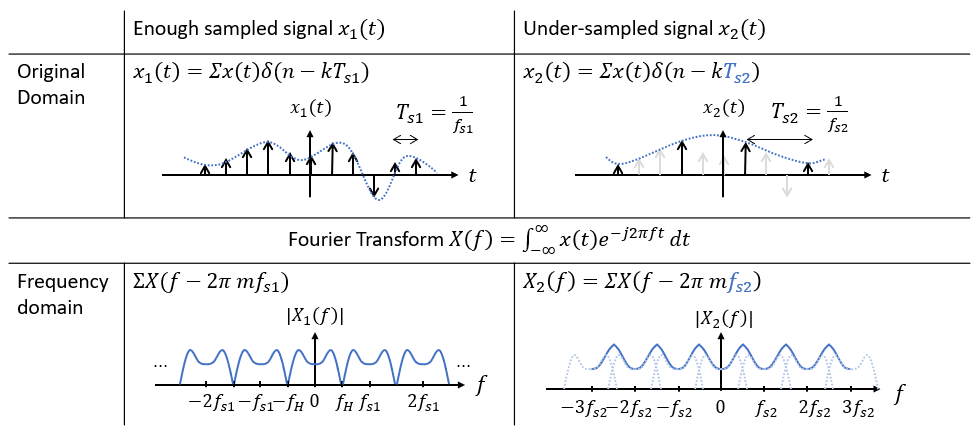 Enough sampled signal x₁(t)
Under-sampled signal x₂(t)
Original
Domain
x₁(t) = Σx(t)δ(n − kTₛ₁)
x₁(t)
Tₛ₁ = 1/fₛ₁
t
x₂(t) = Σx(t)δ(n − kTₛ₂)
x₂(t)
Tₛ₂ = 1/fₛ₂
t
Fourier Transform X(f) = ∫_{−∞}^{∞} x(t)e^{−j2πft} dt
Frequency
domain
ΣX(f − 2π mfₛ₁)
|X₁(f)|
... ...
−2fₛ₁ −fₛ₁ −f_H 0 f_H fₛ₁ 2fₛ₁ f
X₂(f) = ΣX(f − 2π mfₛ₂)
|X₂(f)|
−3fₛ₂ −2fₛ₂ −fₛ₂ 0 fₛ₂ 2fₛ₂ 3fₛ₂ f